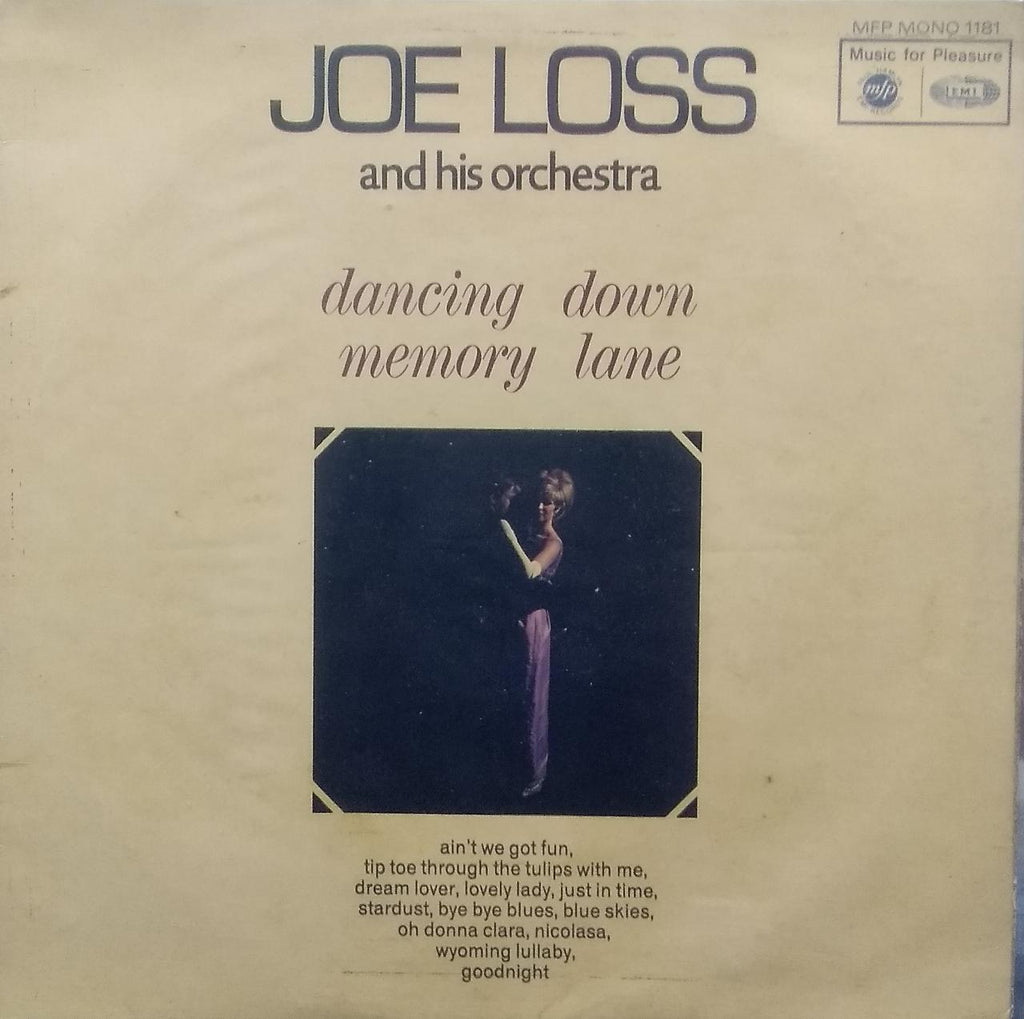 MFP MONO 1181
Music for Pleasure
mfp
EMI
JOE LOSS
and his orchestra
dancing down
memory lane
ain't we got fun,
tip toe through the tulips with me,
dream lover, lovely lady, just in time,
stardust, bye bye blues, blue skies,
oh donna clara, nicolasa,
wyoming lullaby,
goodnight